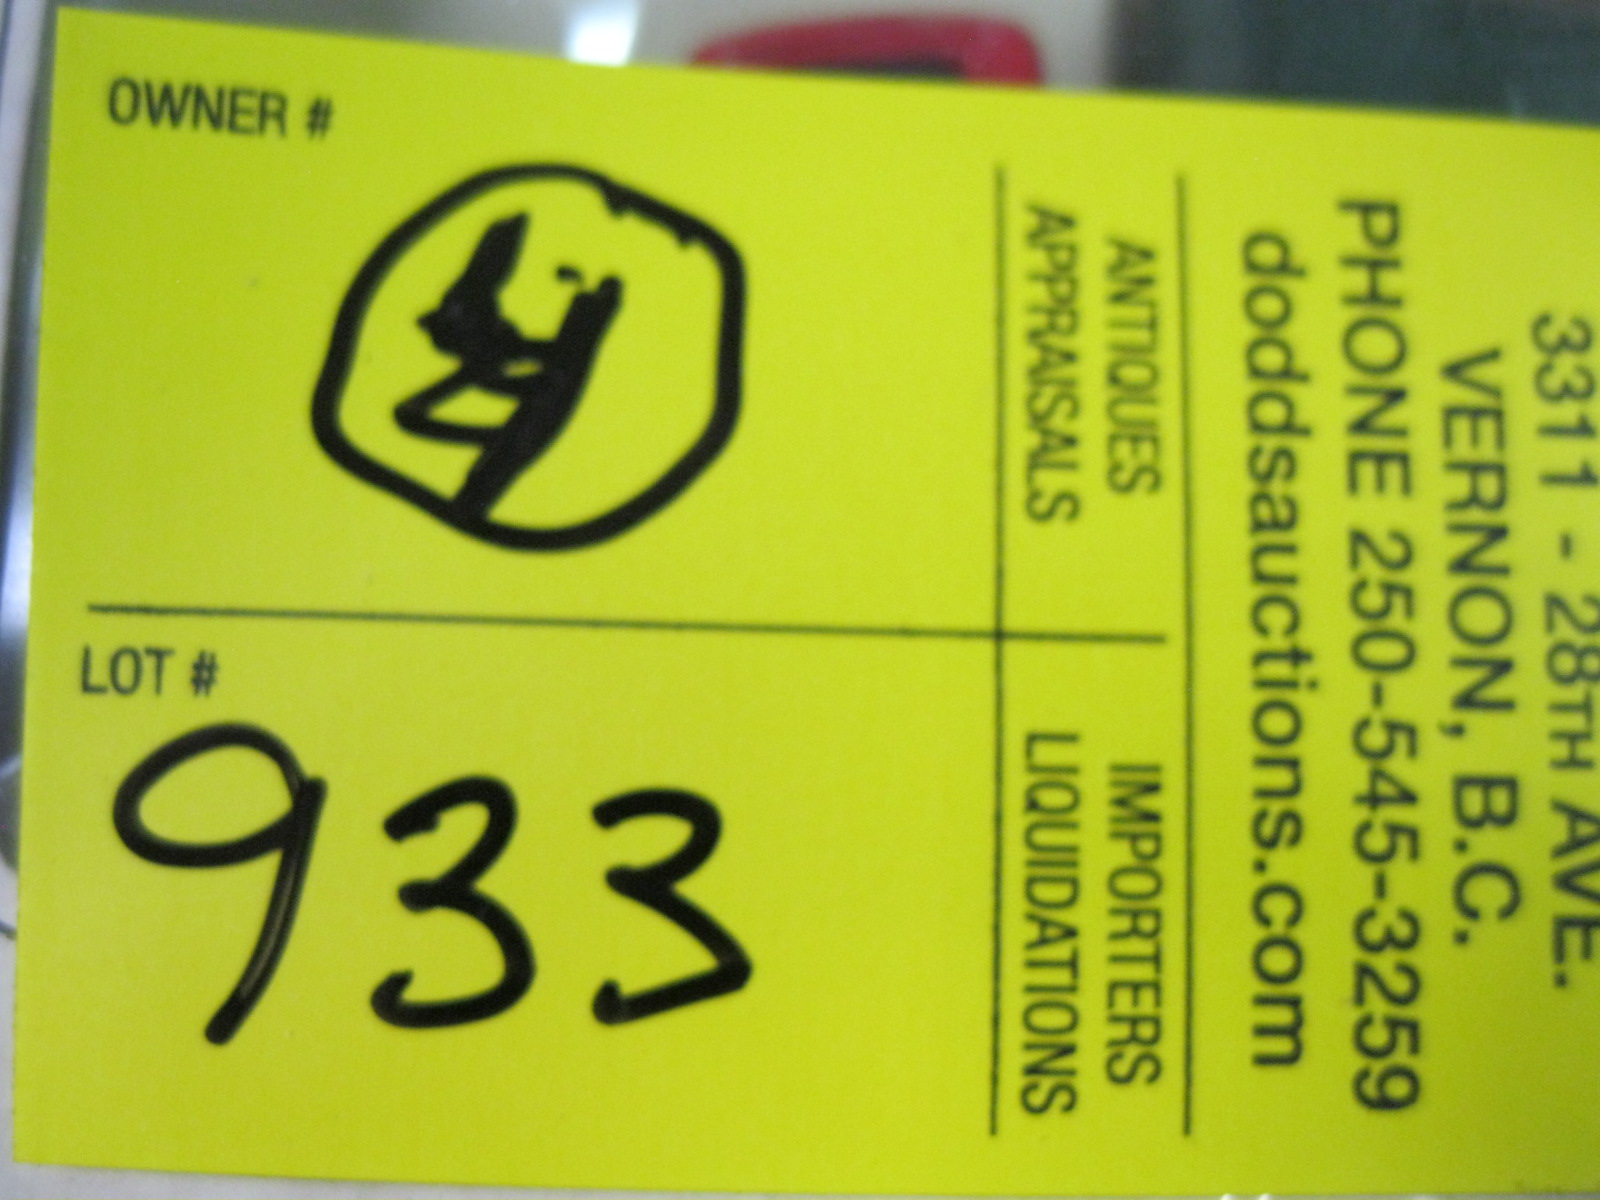 3311 - 28TH AVE.
VERNON, B.C.
PHONE 250-545-3259
doddsauctions.com
ANTIQUES
APPRAISALS
IMPORTERS
LIQUIDATIONS
OWNER #
LOT #
933